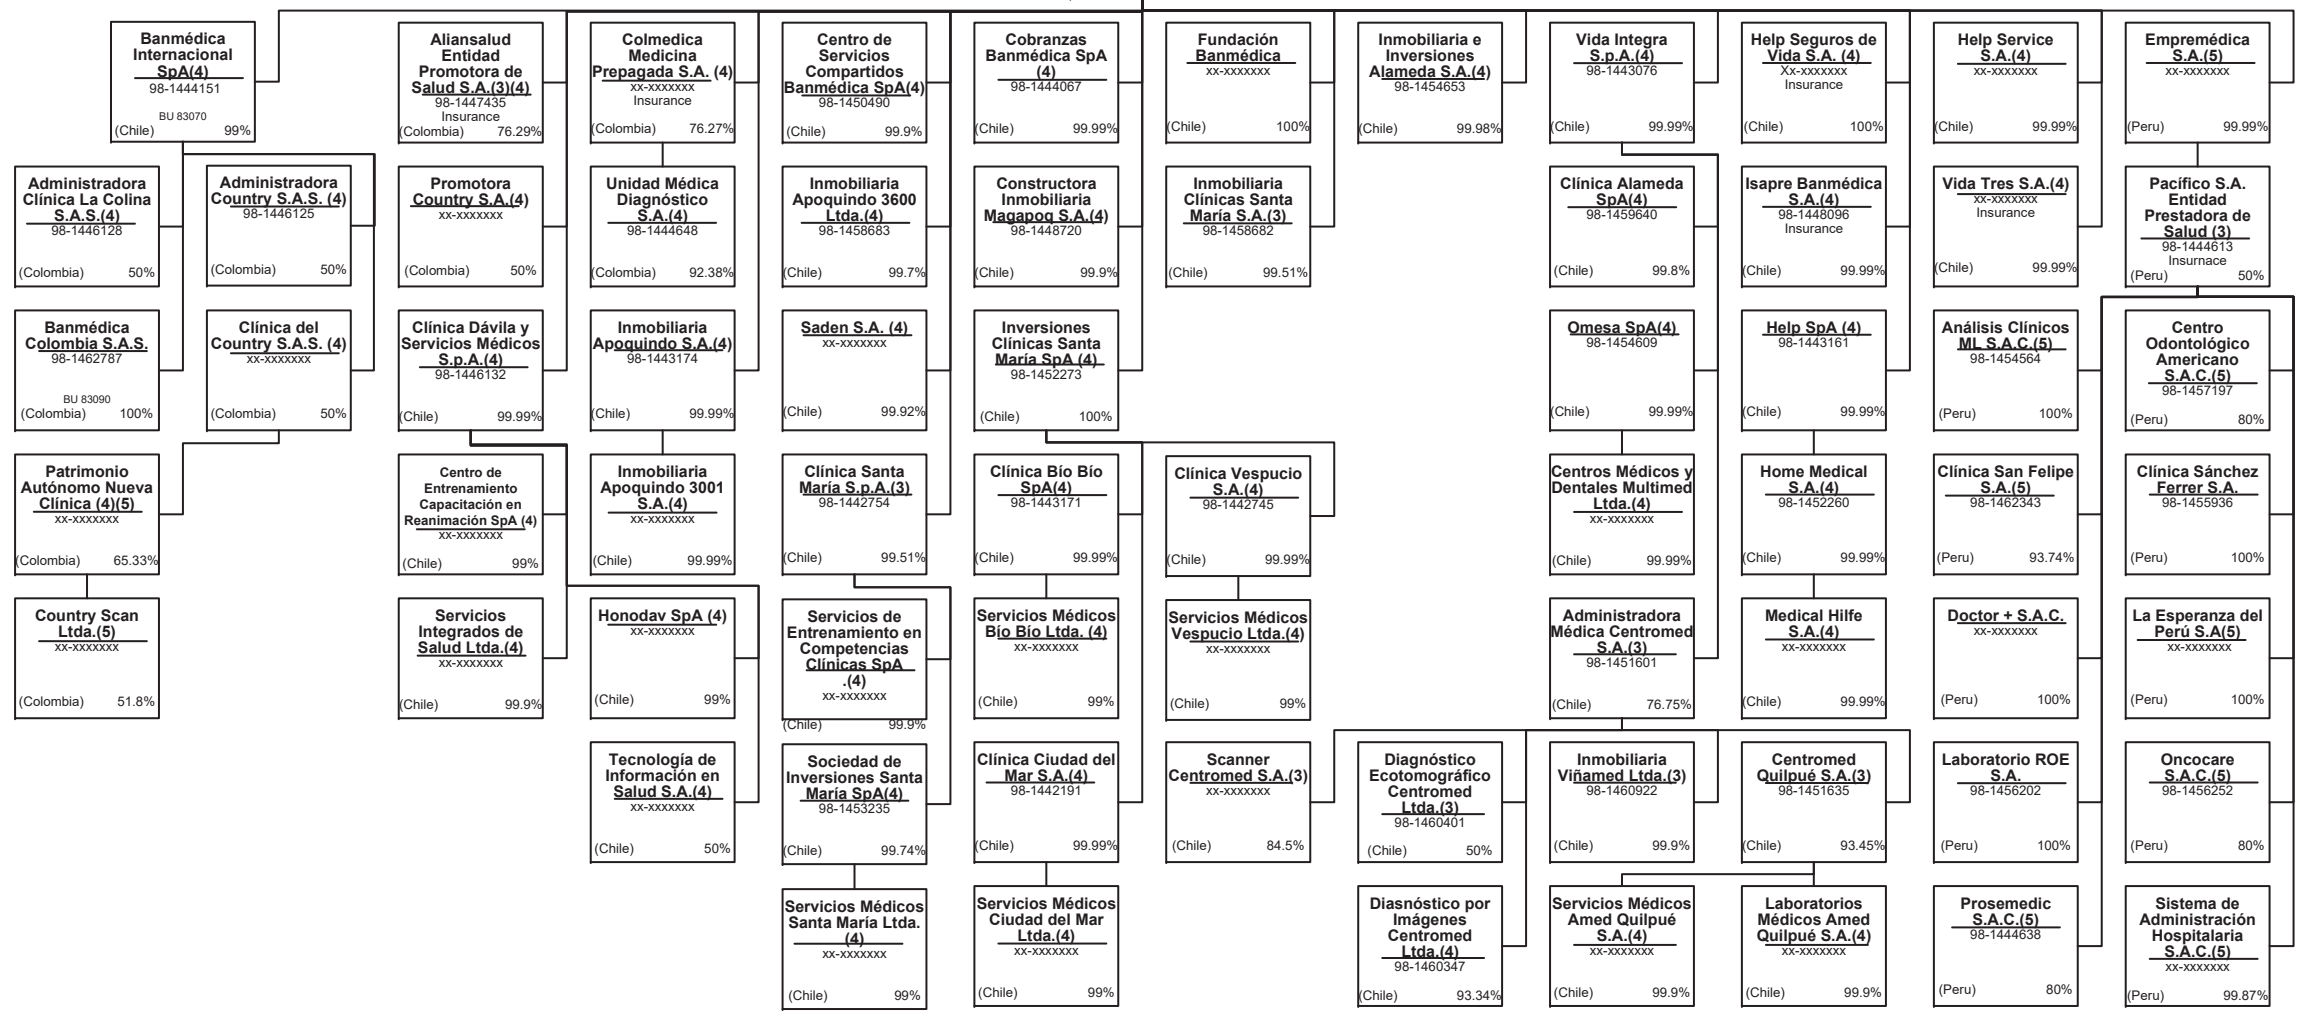 Banmédica
Internacional
SpA(4)
98-1444151
BU 83070
(Chile) 99%
Aliansalud
Entidad
Promotora de
Salud S.A.(3)(4)
98-1447435
Insurance
(Colombia) 76.29%
Colmedica
Medicina
Prepagada S.A. (4)
xx-xxxxxxx
Insurance
(Colombia) 76.27%
Centro de
Servicios
Compartidos
Banmédica SpA(4)
98-1450490
(Chile) 99.9%
Cobranzas
Banmédica SpA
(4)
98-1444067
(Chile) 99.99%
Fundación
Banmédica
xx-xxxxxxx
(Chile) 100%
Inmobiliaria e
Inversiones
Alameda S.A.(4)
98-1454653
(Chile) 99.98%
Vida Integra
S.p.A.(4)
98-1443076
(Chile) 99.99%
Help Seguros de
Vida S.A. (4)
Xx-xxxxxxx
Insurance
(Chile) 100%
Help Service
S.A.(4)
xx-xxxxxxx
(Chile) 99.99%
Empremédica
S.A.(5)
xx-xxxxxxx
(Peru) 99.99%
Administradora
Clínica La Colina
S.A.S.(4)
98-1446128
(Colombia) 50%
Administradora
Country S.A.S. (4)
98-1446125
(Colombia) 50%
Promotora
Country S.A.(4)
xx-xxxxxxx
(Colombia) 50%
Unidad Médica
Diagnóstico
S.A.(4)
98-1444648
(Colombia) 92.38%
Inmobiliaria
Apoquindo 3600
Ltda.(4)
98-1458683
(Chile) 99.7%
Constructora
Inmobiliaria
Magapoq S.A.(4)
98-1448720
(Chile) 99.9%
Inmobiliaria
Clínicas Santa
María S.A.(3)
98-1458682
(Chile) 99.51%
Clínica Alameda
SpA(4)
98-1459640
(Chile) 99.8%
Isapre Banmédica
S.A.(4)
98-1448096
Insurance
(Chile) 99.99%
Vida Tres S.A.(4)
xx-xxxxxxx
Insurance
(Chile) 99.99%
Pacífico S.A.
Entidad
Prestadora de
Salud (3)
98-1444613
Insurnace
(Peru) 50%
Banmédica
Colombia S.A.S.
98-1462787
BU 83090
(Colombia) 100%
Clínica del
Country S.A.S. (4)
xx-xxxxxxx
(Colombia) 50%
Clínica Dávila y
Servicios Médicos
S.p.A.(4)
98-1446132
(Chile) 99.99%
Inmobiliaria
Apoquindo S.A.(4)
98-1443174
(Chile) 99.99%
Saden S.A. (4)
xx-xxxxxxx
(Chile) 99.92%
Inversiones
Clínicas Santa
María SpA (4)
98-1452273
(Chile) 100%
Omesa SpA(4)
98-1454609
(Chile) 99.99%
Help SpA (4)
98-1443161
(Chile) 99.99%
Análisis Clínicos
ML S.A.C.(5)
98-1454564
(Peru) 100%
Centro
Odontológico
Americano
S.A.C.(5)
98-1457197
(Peru) 80%
Patrimonio
Autónomo Nueva
Clínica (4)(5)
xx-xxxxxxx
(Colombia) 65.33%
Centro de
Entrenamiento
Capacitación en
Reanimación SpA (4)
xx-xxxxxxx
(Chile) 99%
Inmobiliaria
Apoquindo 3001
S.A.(4)
xx-xxxxxxx
(Chile) 99.99%
Clínica Santa
María S.p.A.(3)
98-1442754
(Chile) 99.51%
Clínica Bío Bío
SpA(4)
98-1443171
(Chile) 99.99%
Clínica Vespucio
S.A.(4)
98-1442745
(Chile) 99.99%
Centros Médicos y
Dentales Multimed
Ltda.(4)
xx-xxxxxxx
(Chile) 99.99%
Home Medical
S.A.(4)
98-1452260
(Chile) 99.99%
Clínica San Felipe
S.A.(5)
98-1462343
(Peru) 93.74%
Clínica Sánchez
Ferrer S.A.
98-1455936
(Peru) 100%
Country Scan
Ltda.(5)
xx-xxxxxxx
(Colombia) 51.8%
Servicios
Integrados de
Salud Ltda.(4)
xx-xxxxxxx
(Chile) 99.9%
Honodav SpA (4)
xx-xxxxxxx
(Chile) 99%
Servicios de
Entrenamiento en
Competencias
Clínicas SpA
.(4)
xx-xxxxxxx
(Chile) 99.9%
Servicios Médicos
Bío Bío Ltda. (4)
xx-xxxxxxx
(Chile) 99%
Servicios Médicos
Vespucio Ltda.(4)
xx-xxxxxxx
(Chile) 99%
Administradora
Médica Centromed
S.A.(3)
98-1451601
(Chile) 76.75%
Medical Hilfe
S.A.(4)
xx-xxxxxxx
(Chile) 99.99%
Doctor + S.A.C.
xx-xxxxxxx
(Peru) 100%
La Esperanza del
Perú S.A(5)
xx-xxxxxxx
(Peru) 100%
Tecnología de
Información en
Salud S.A.(4)
xx-xxxxxxx
(Chile) 50%
Sociedad de
Inversiones Santa
María SpA(4)
98-1453235
(Chile) 99.74%
Clínica Ciudad del
Mar S.A.(4)
98-1442191
(Chile) 99.99%
Scanner
Centromed S.A.(3)
xx-xxxxxxx
(Chile) 84.5%
Diagnóstico
Ecotomográfico
Centromed
Ltda.(3)
98-1460401
(Chile) 50%
Inmobiliaria
Viñamed Ltda.(3)
98-1460922
(Chile) 99.9%
Centromed
Quilpué S.A.(3)
98-1451635
(Chile) 93.45%
Laboratorio ROE
S.A.
98-1456202
(Peru) 100%
Oncocare
S.A.C.(5)
98-1456252
(Peru) 80%
Servicios Médicos
Santa María Ltda.
(4)
xx-xxxxxxx
(Chile) 99%
Servicios Médicos
Ciudad del Mar
Ltda.(4)
xx-xxxxxxx
(Chile) 99%
Diasnóstico por
Imágenes
Centromed
Ltda.(4)
98-1460347
(Chile) 93.34%
Servicios Médicos
Amed Quilpué
S.A.(4)
xx-xxxxxxx
(Chile) 99.9%
Laboratorios
Médicos Amed
Quilpué S.A.(4)
xx-xxxxxxx
(Chile) 99.9%
Prosemedic
S.A.C.(5)
98-1444638
(Peru) 80%
Sistema de
Administración
Hospitalaria
S.A.C.(5)
xx-xxxxxxx
(Peru) 99.87%